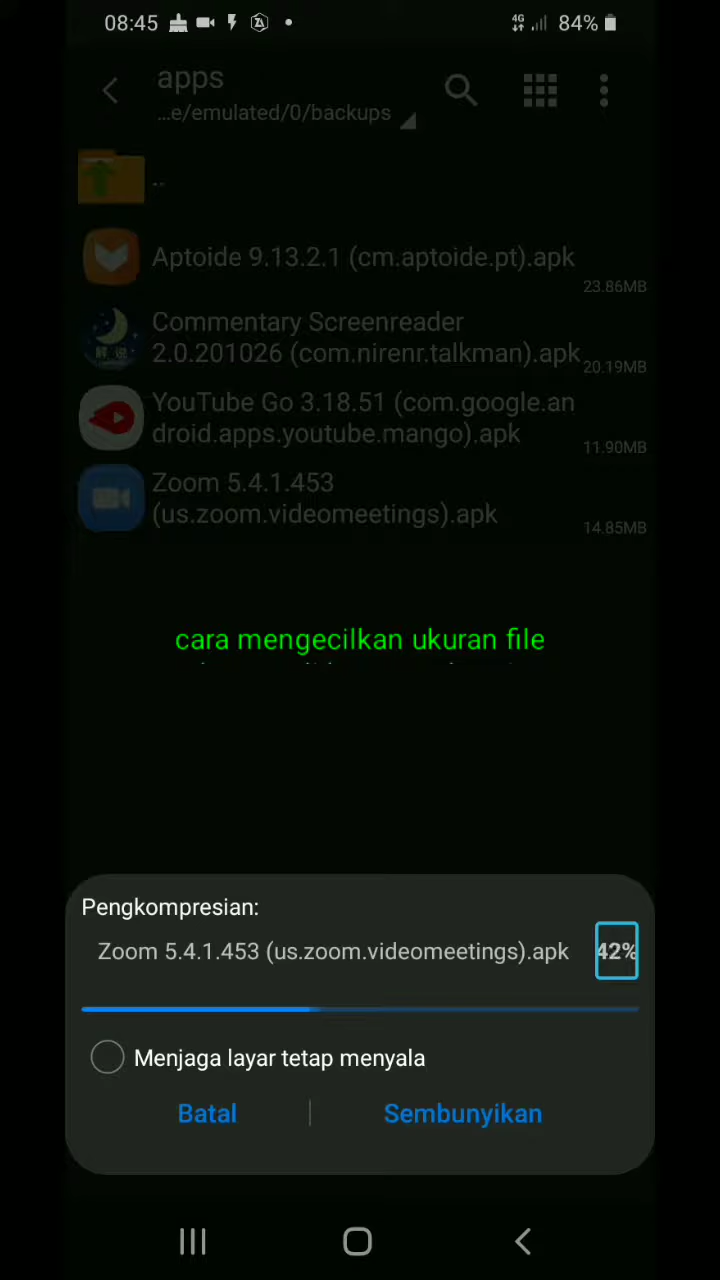 08:45
4G
84%
apps
...e/emulated/0/backups
..
Aptoide 9.13.2.1 (cm.aptoide.pt).apk
23.86MB
Commentary Screenreader
2.0.201026 (com.nirenr.talkman).apk
20.19MB
解说
YouTube Go 3.18.51 (com.google.an
droid.apps.youtube.mango).apk
11.90MB
Zoom 5.4.1.453
(us.zoom.videomeetings).apk
14.85MB
cara mengecilkan ukuran file
Pengkompresian:
Zoom 5.4.1.453 (us.zoom.videomeetings).apk
42%
Menjaga layar tetap menyala
Batal
Sembunyikan